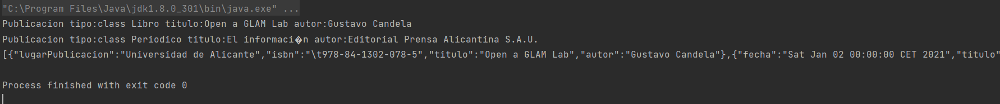 "C:\Program Files\Java\jdk1.8.0_301\bin\java.exe" ...
Publicacion tipo:class Libro titulo:Open a GLAM Lab autor:Gustavo Candela
Publicacion tipo:class Periodico titulo:El informaci�n autor:Editorial Prensa Alicantina S.A.U.
[{"lugarPublicacion":"Universidad de Alicante","isbn":"\t978-84-1302-078-5","titulo":"Open a GLAM Lab","autor":"Gustavo Candela"},{"fecha":"Sat Jan 02 00:00:00 CET 2021","titulo"
Process finished with exit code 0